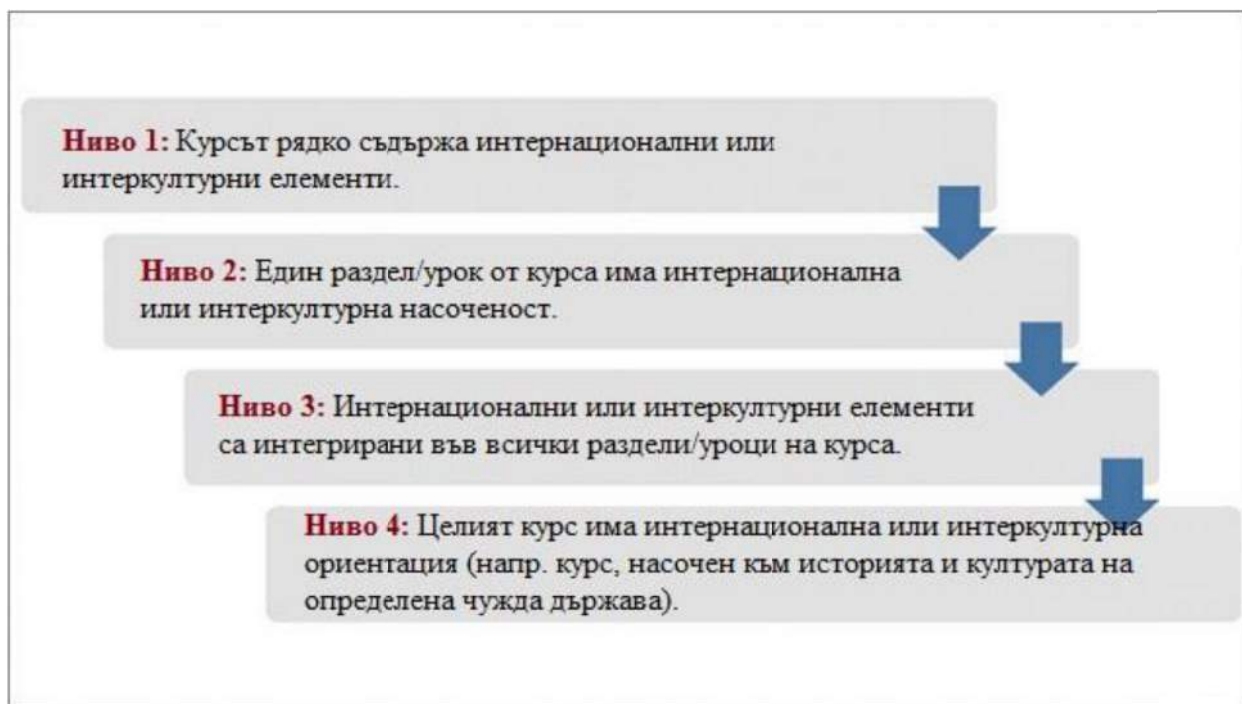 Ниво 1: Курсът рядко съдържа интернационални или
интеркултурни елементи.
Ниво 2: Един раздел/урок от курса има интернационална
или интеркултурна насоченост.
Ниво 3: Интернационални или интеркултурни елементи
са интегрирани във всички раздели/уроци на курса.
Ниво 4: Целият курс има интернационална или интеркултурна
ориентация (напр. курс, насочен към историята и културата на
определена чужда държава).